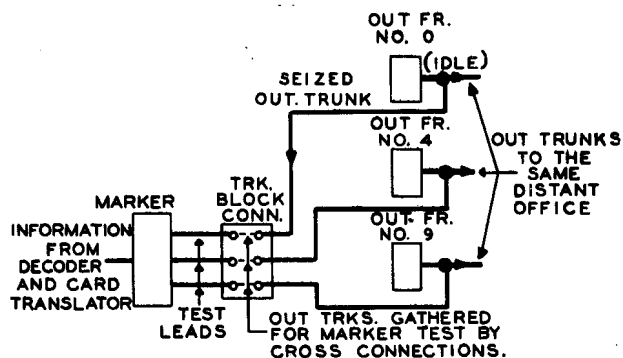 OUT FR.
NO. 0
(IDLE)
SEIZED
OUT. TRUNK
OUT FR.
NO. 4
OUT TRUNKS
TO THE
SAME
DISTANT
OFFICE
TRK.
BLOCK
CONN.
MARKER
OUT. FR.
NO. 9
INFORMATION
FROM
DECODER
AND CARD
TRANSLATOR
TEST
LEADS
OUT TRKS. GATHERED
FOR MARKER TEST BY
CROSS CONNECTIONS.